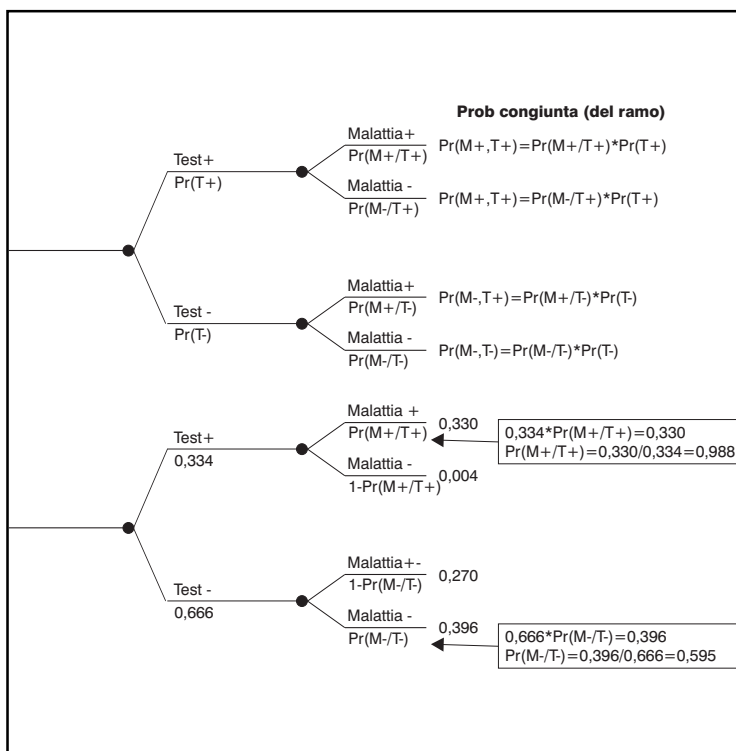 Prob congiunta (del ramo)
Malattia+
Pr(M+/T+)
Pr(M+,T+)=Pr(M+/T+)*Pr(T+)
Test+
Pr(T+)
Malattia -
Pr(M-/T+)
Pr(M+,T+)=Pr(M-/T+)*Pr(T+)
Malattia+
Pr(M+/T-)
Pr(M-,T+)=Pr(M+/T-)*Pr(T-)
Test -
Pr(T-)
Malattia -
Pr(M-/T-)
Pr(M-,T-)=Pr(M-/T-)*Pr(T-)
Malattia +
Pr(M+/T+)
0,330
0,334*Pr(M+/T+)=0,330
Pr(M+/T+)=0,330/0,334=0,988
Test+
0,334
Malattia -
1-Pr(M+/T+)
0,004
Malattia+-
1-Pr(M-/T-)
0,270
Test -
0,666
Malattia -
Pr(M-/T-)
0,396
0,666*Pr(M-/T-)=0,396
Pr(M-/T-)=0,396/0,666=0,595